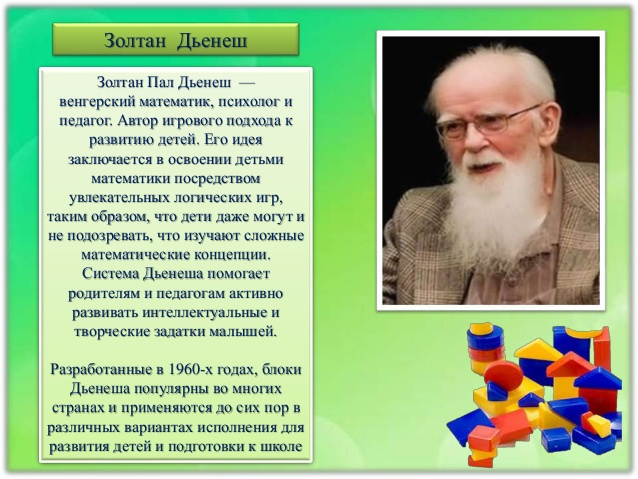 Золтан Дьенеш
Золтан Пал Дьенеш —
венгерский математик, психолог и
педагог. Автор игрового подхода к
развитию детей. Его идея
заключается в освоении детьми
математики посредством
увлекательных логических игр,
таким образом, что дети даже могут и
не подозревать, что изучают сложные
математические концепции.
Система Дьенеша помогает
родителям и педагогам активно
развивать интеллектуальные и
творческие задатки малышей.
Разработанные в 1960-х годах, блоки
Дьенеша популярны во многих
странах и применяются до сих пор в
различных вариантах исполнения для
развития детей и подготовки к школе